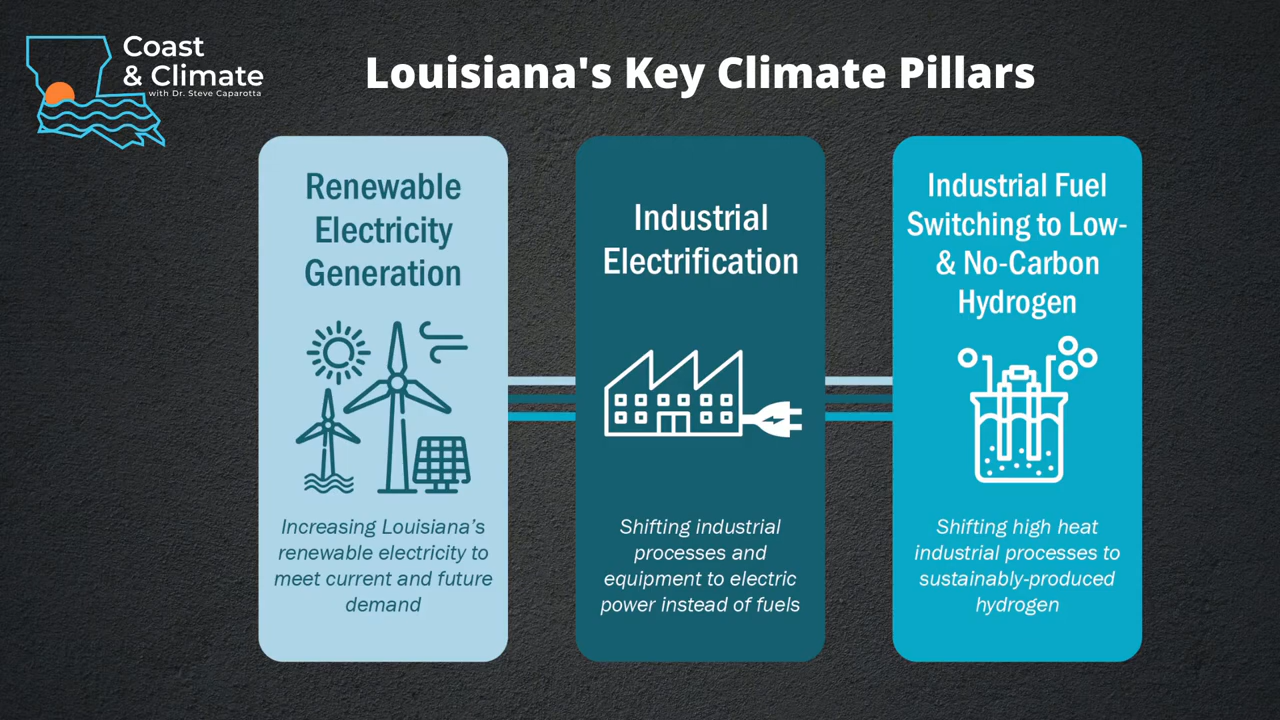 Coast
& Climate
with Dr. Steve Caparotta
Louisiana's Key Climate Pillars
Renewable
Electricity
Generation
Increasing Louisiana’s
renewable electricity to
meet current and future
demand
Industrial
Electrification
Shifting industrial
processes and
equipment to electric
power instead of fuels
Industrial Fuel
Switching to Low-
& No-Carbon
Hydrogen
Shifting high heat
industrial processes to
sustainably-produced
hydrogen